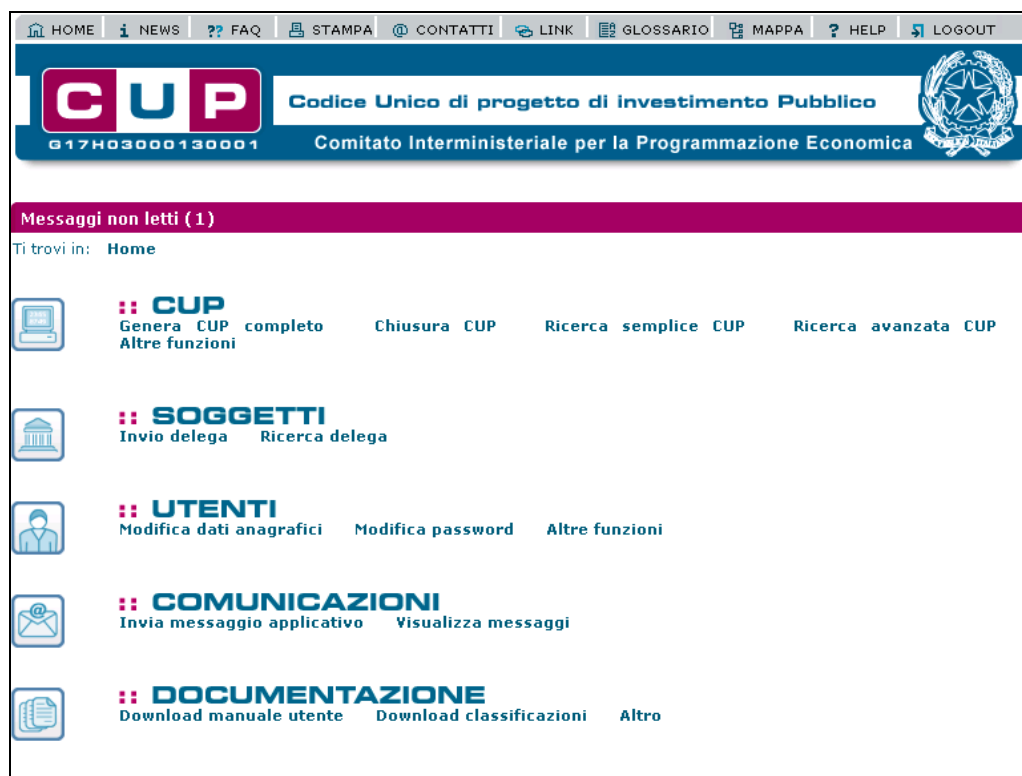 HOME i NEWS ?? FAQ STAMPA @ CONTATTI LINK GLOSSARIO MAPPA ? HELP LOGOUT
CUP
G17H03000130001
Codice Unico di progetto di investimento Pubblico
Comitato Interministeriale per la Programmazione Economica
Messaggi non letti (1)
Ti trovi in: Home
:: CUP
Genera CUP completo Chiusura CUP Ricerca semplice CUP Ricerca avanzata CUP
Altre funzioni
:: SOGGETTI
Invio delega Ricerca delega
:: UTENTI
Modifica dati anagrafici Modifica password Altre funzioni
:: COMUNICAZIONI
Invia messaggio applicativo Visualizza messaggi
:: DOCUMENTAZIONE
Download manuale utente Download classificazioni Altro